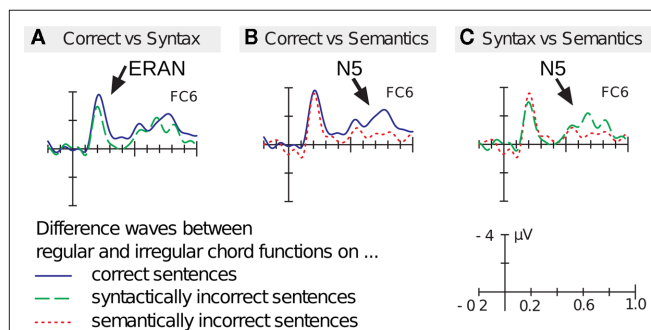 A Correct vs Syntax
B Correct vs Semantics
C Syntax vs Semantics
ERAN
FC6
N5
FC6
N5
FC6
Difference waves between
regular and irregular chord functions on ...
correct sentences
syntactically incorrect sentences
semantically incorrect sentences
- 4 µV
- 0 2 0.2 0.6 1.0